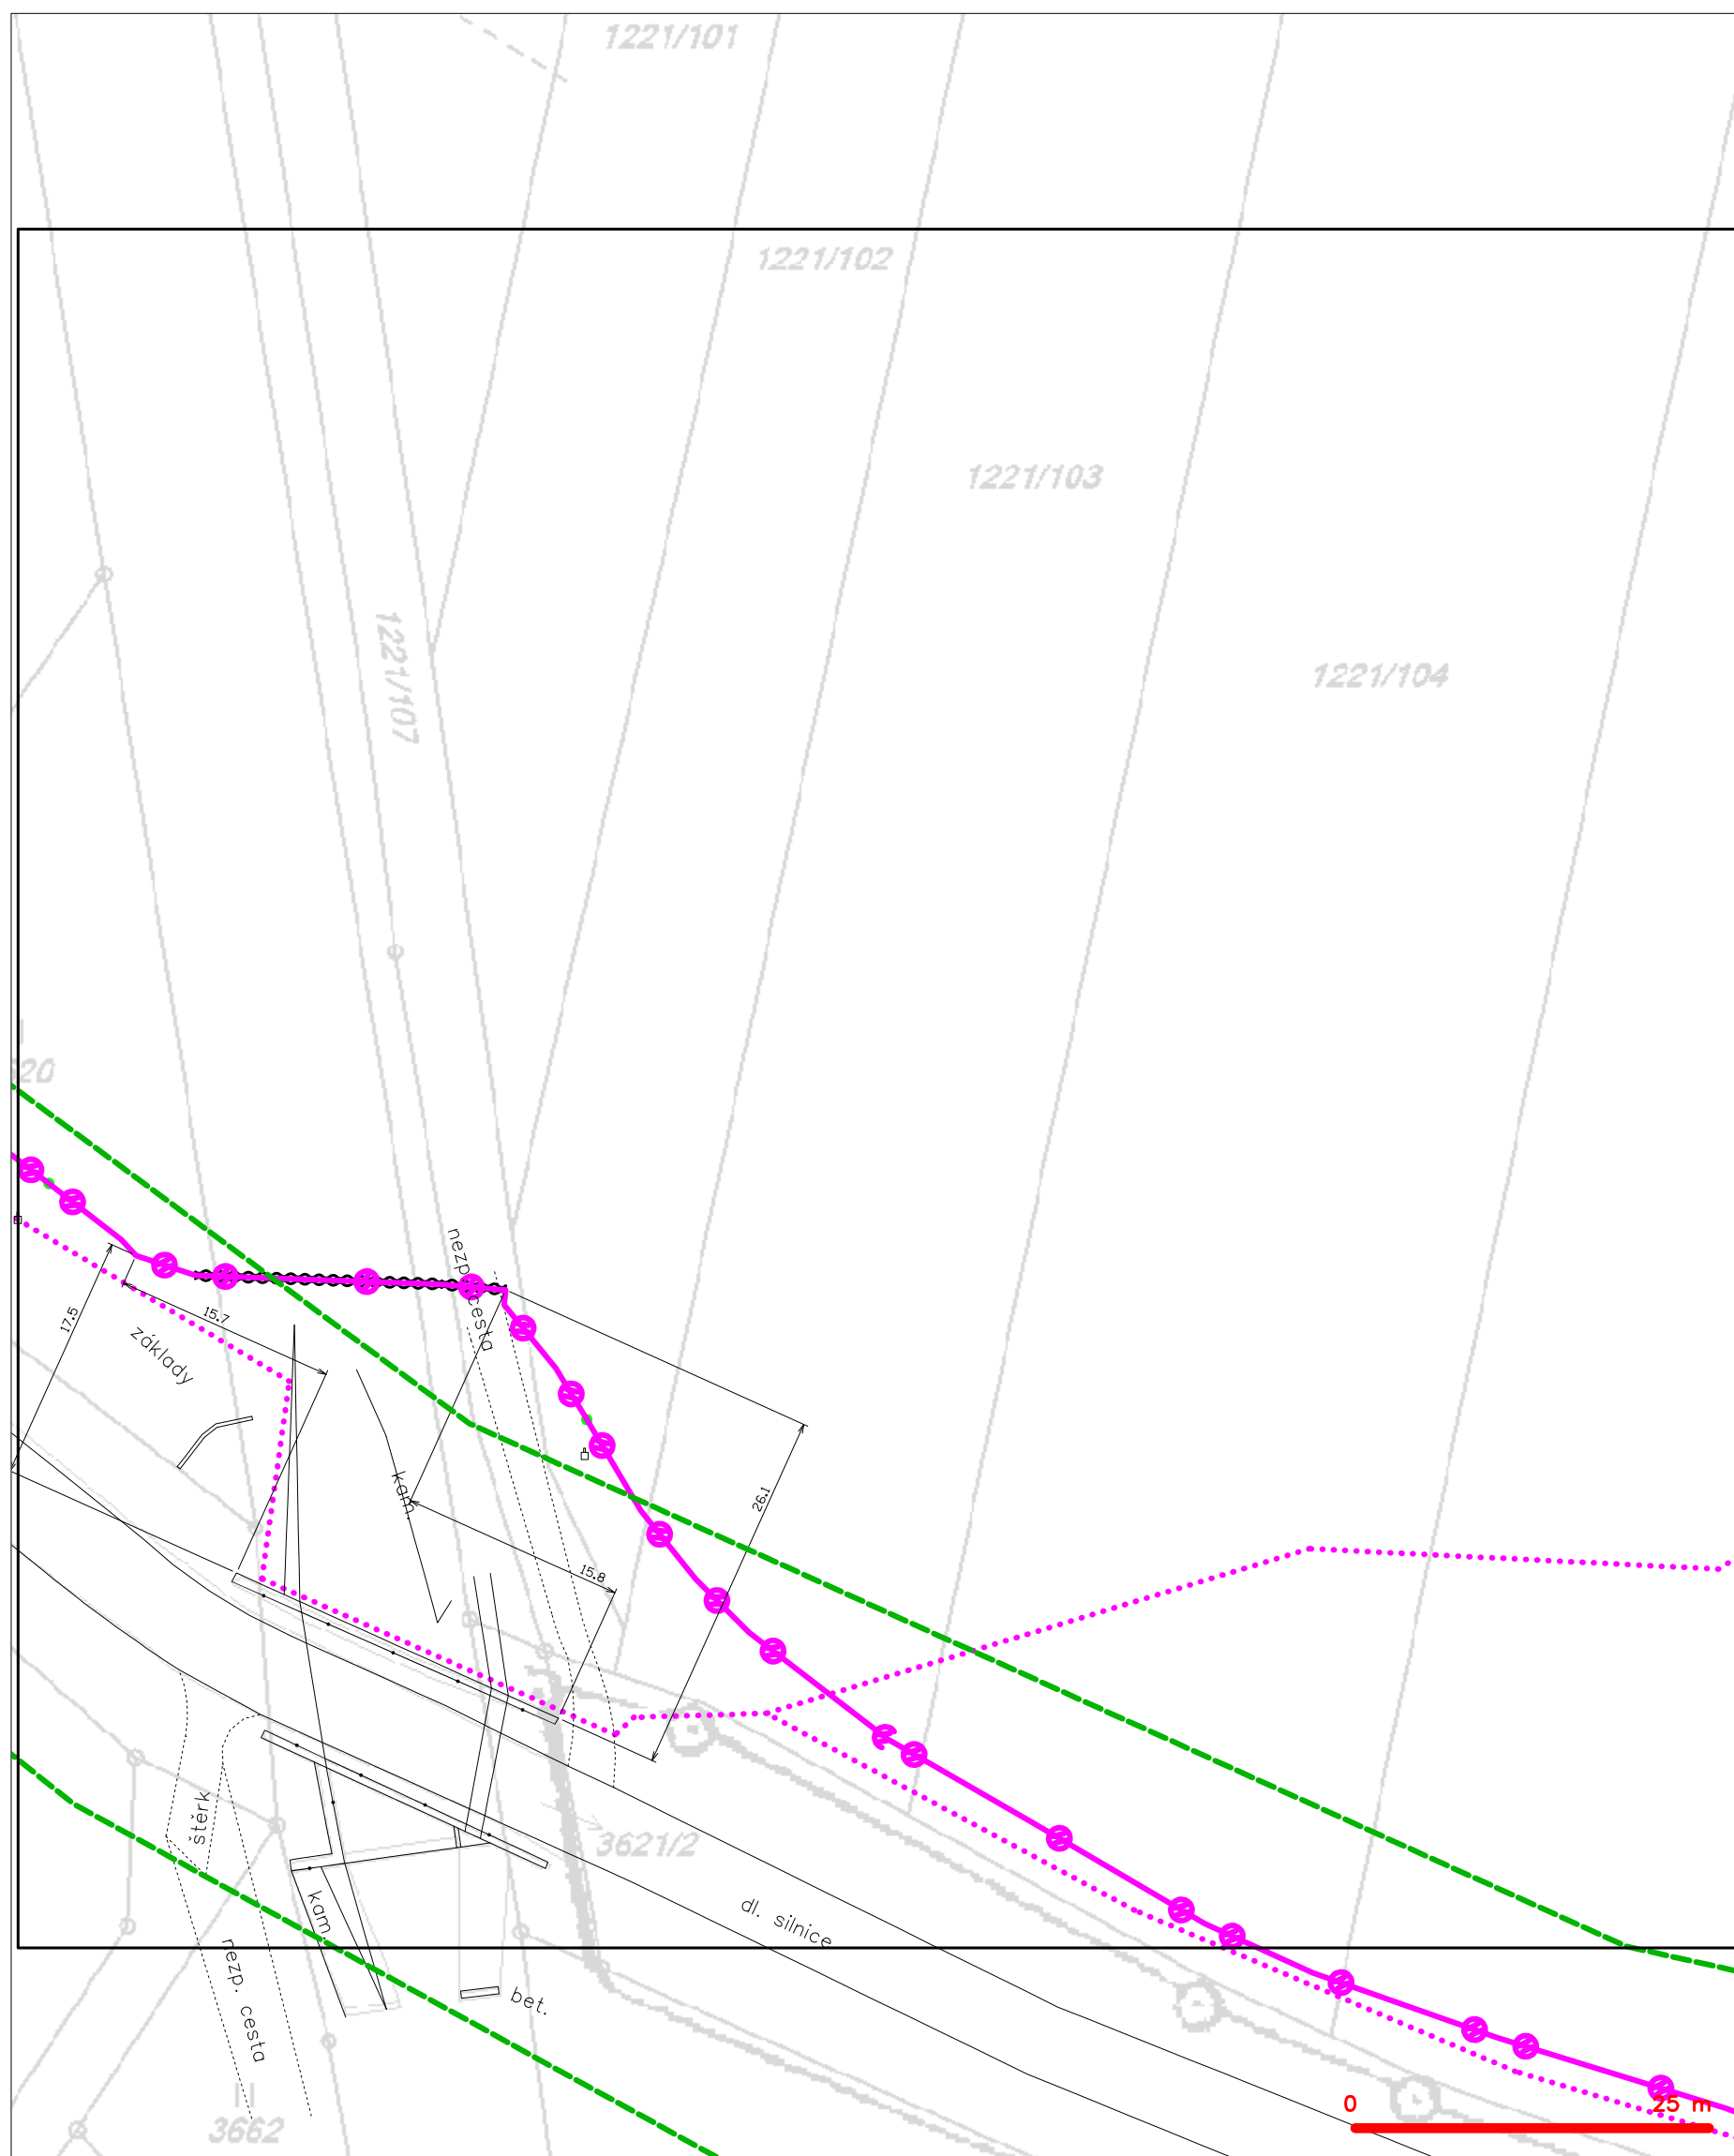 1221/101
1221/102
1221/103
1221/104
1221/107
20
nezp. cesta
17.5
15.7
základy
kam.
26.1
15.8
štěrk
3621/2
kam.
dl. silnice
nezp. cesta
bet.
3662
0 25 m